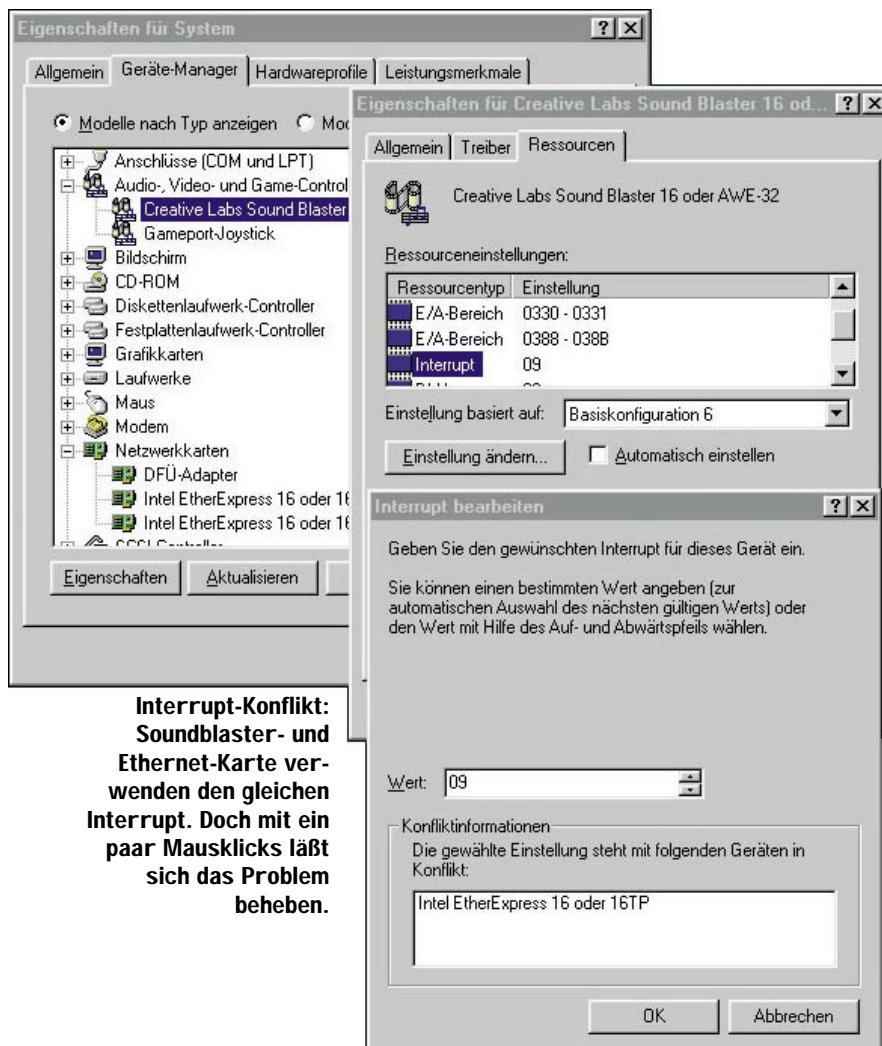 Eigenschaften für System
Allgemein
Geräte-Manager
Hardwareprofile
Leistungsmerkmale
Modelle nach Typ anzeigen
Anschlüsse (COM und LPT)
Audio-, Video- und Game-Control
Creative Labs Sound Blaster
Gameport-Joystick
Bildschirm
CD-ROM
Diskettenlaufwerk-Controller
Festplattenlaufwerk-Controller
Grafikkarten
Laufwerke
Maus
Modem
Netzwerkkarten
DFÜ-Adapter
Intel EtherExpress 16 oder 16
Intel EtherExpress 16 oder 16
Eigenschaften
Aktualisieren
Eigenschaften für Creative Labs Sound Blaster 16 od...
Allgemein
Treiber
Ressourcen
Creative Labs Sound Blaster 16 oder AWE-32
Ressourceneinstellungen:
Ressourcentyp Einstellung
E/A-Bereich 0330 - 0331
E/A-Bereich 0388 - 038B
Interrupt 09
Einstellung basiert auf: Basiskonfiguration 6
Einstellung ändern...
Automatisch einstellen
Interrupt bearbeiten
Geben Sie den gewünschten Interrupt für dieses Gerät ein.
Sie können einen bestimmten Wert angeben (zur
automatischen Auswahl des nächsten gültigen Werts) oder
den Wert mit Hilfe des Auf- und Abwärtspfeils wählen.
Wert: 09
Konfliktinformationen
Die gewählte Einstellung steht mit folgenden Geräten in
Konflikt:
Intel EtherExpress 16 oder 16TP
OK
Abbrechen
Interrupt-Konflikt:
Soundblaster- und
Ethernet-Karte ver-
wenden den gleichen
Interrupt. Doch mit ein
paar Mausklicks läßt
sich das Problem
beheben.